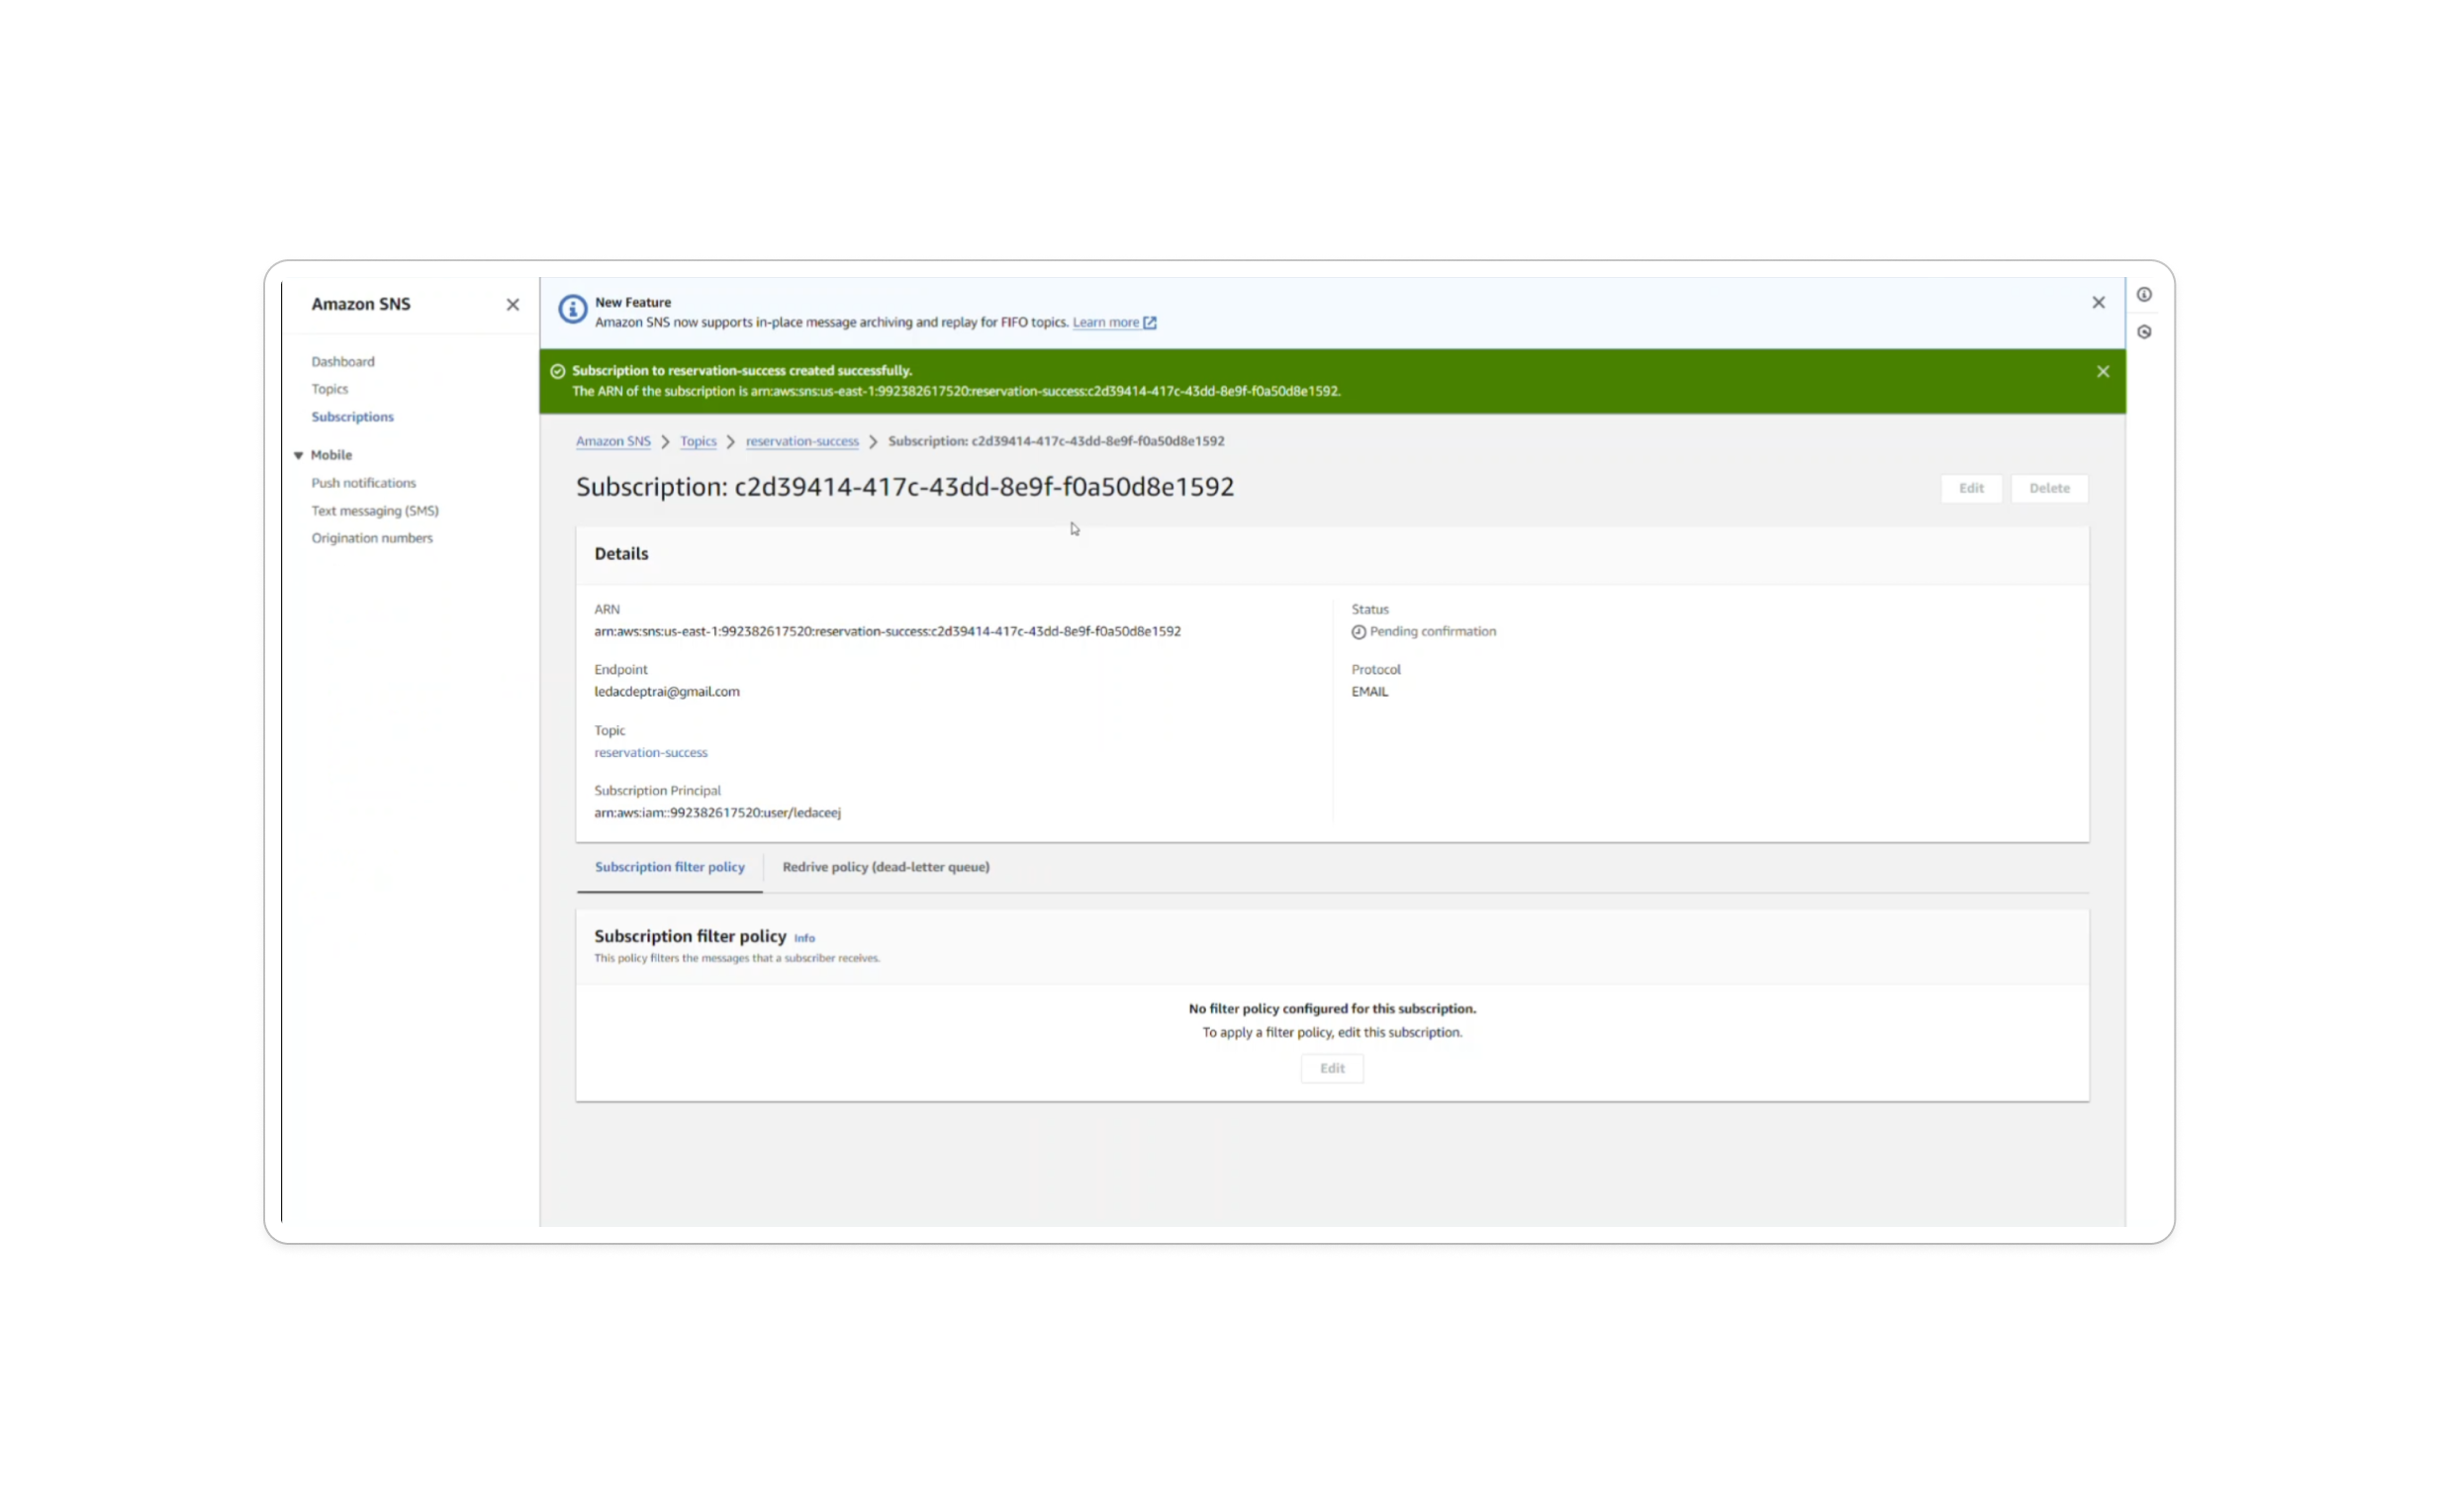 Amazon SNS
Dashboard
Topics
Subscriptions
Mobile
Push notifications
Text messaging (SMS)
Origination numbers
New Feature
Amazon SNS now supports in-place message archiving and replay for FIFO topics. Learn more
Subscription to reservation-success created successfully.
The ARN of the subscription is arn:aws:sns:us-east-1:992382617520:reservation-success:c2d39414-417c-43dd-8e9f-f0a50d8e1592.
Amazon SNS > Topics > reservation-success > Subscription: c2d39414-417c-43dd-8e9f-f0a50d8e1592
Subscription: c2d39414-417c-43dd-8e9f-f0a50d8e1592
Edit
Delete
Details
ARN
arn:aws:sns:us-east-1:992382617520:reservation-success:c2d39414-417c-43dd-8e9f-f0a50d8e1592
Endpoint
ledacdeptrai@gmail.com
Topic
reservation-success
Subscription Principal
arn:aws:iam::992382617520:user/ledaceej
Status
Pending confirmation
Protocol
EMAIL
Subscription filter policy
Redrive policy (dead-letter queue)
Subscription filter policy Info
This policy filters the messages that a subscriber receives.
No filter policy configured for this subscription.
To apply a filter policy, edit this subscription.
Edit